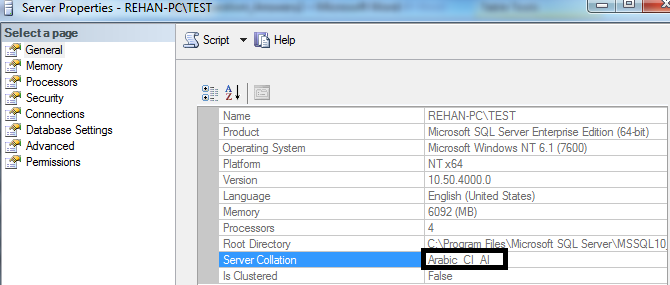 Server Properties - REHAN-PC\TEST
Select a page
General
Memory
Processors
Security
Connections
Database Settings
Advanced
Permissions
Script Help
Name REHAN-PC\TEST
Product Microsoft SQL Server Enterprise Edition (64-bit)
Operating System Microsoft Windows NT 6.1 (7600)
Platform NT x64
Version 10.50.4000.0
Language English (United States)
Memory 6092 (MB)
Processors 4
Root Directory C:\Program Files\Microsoft SQL Server\MSSQL10_
Server Collation Arabic_CI_AI
Is Clustered False